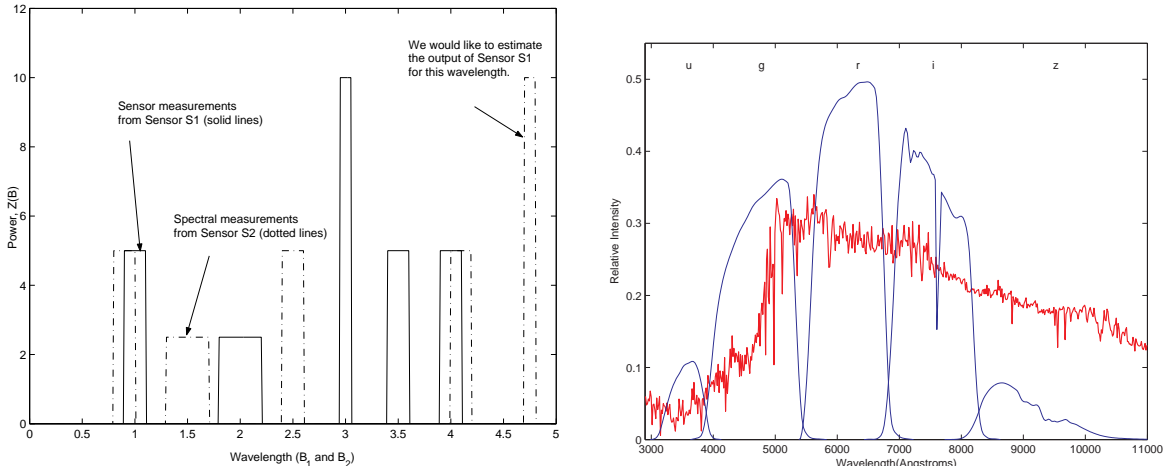 12
10
8
6
4
2
0
Power, Z(B)
Sensor measurements
from Sensor S1 (solid lines)
Spectral measurements
from Sensor S2 (dotted lines)
We would like to estimate
the output of Sensor S1
for this wavelength.
0 0.5 1 1.5 2 2.5 3 3.5 4 4.5 5
Wavelength (B1 and B2)
u g r i z
0.5
0.4
0.3
0.2
0.1
0
Relative Intensity
3000 4000 5000 6000 7000 8000 9000 10000 11000
Wavelength(Angstroms)